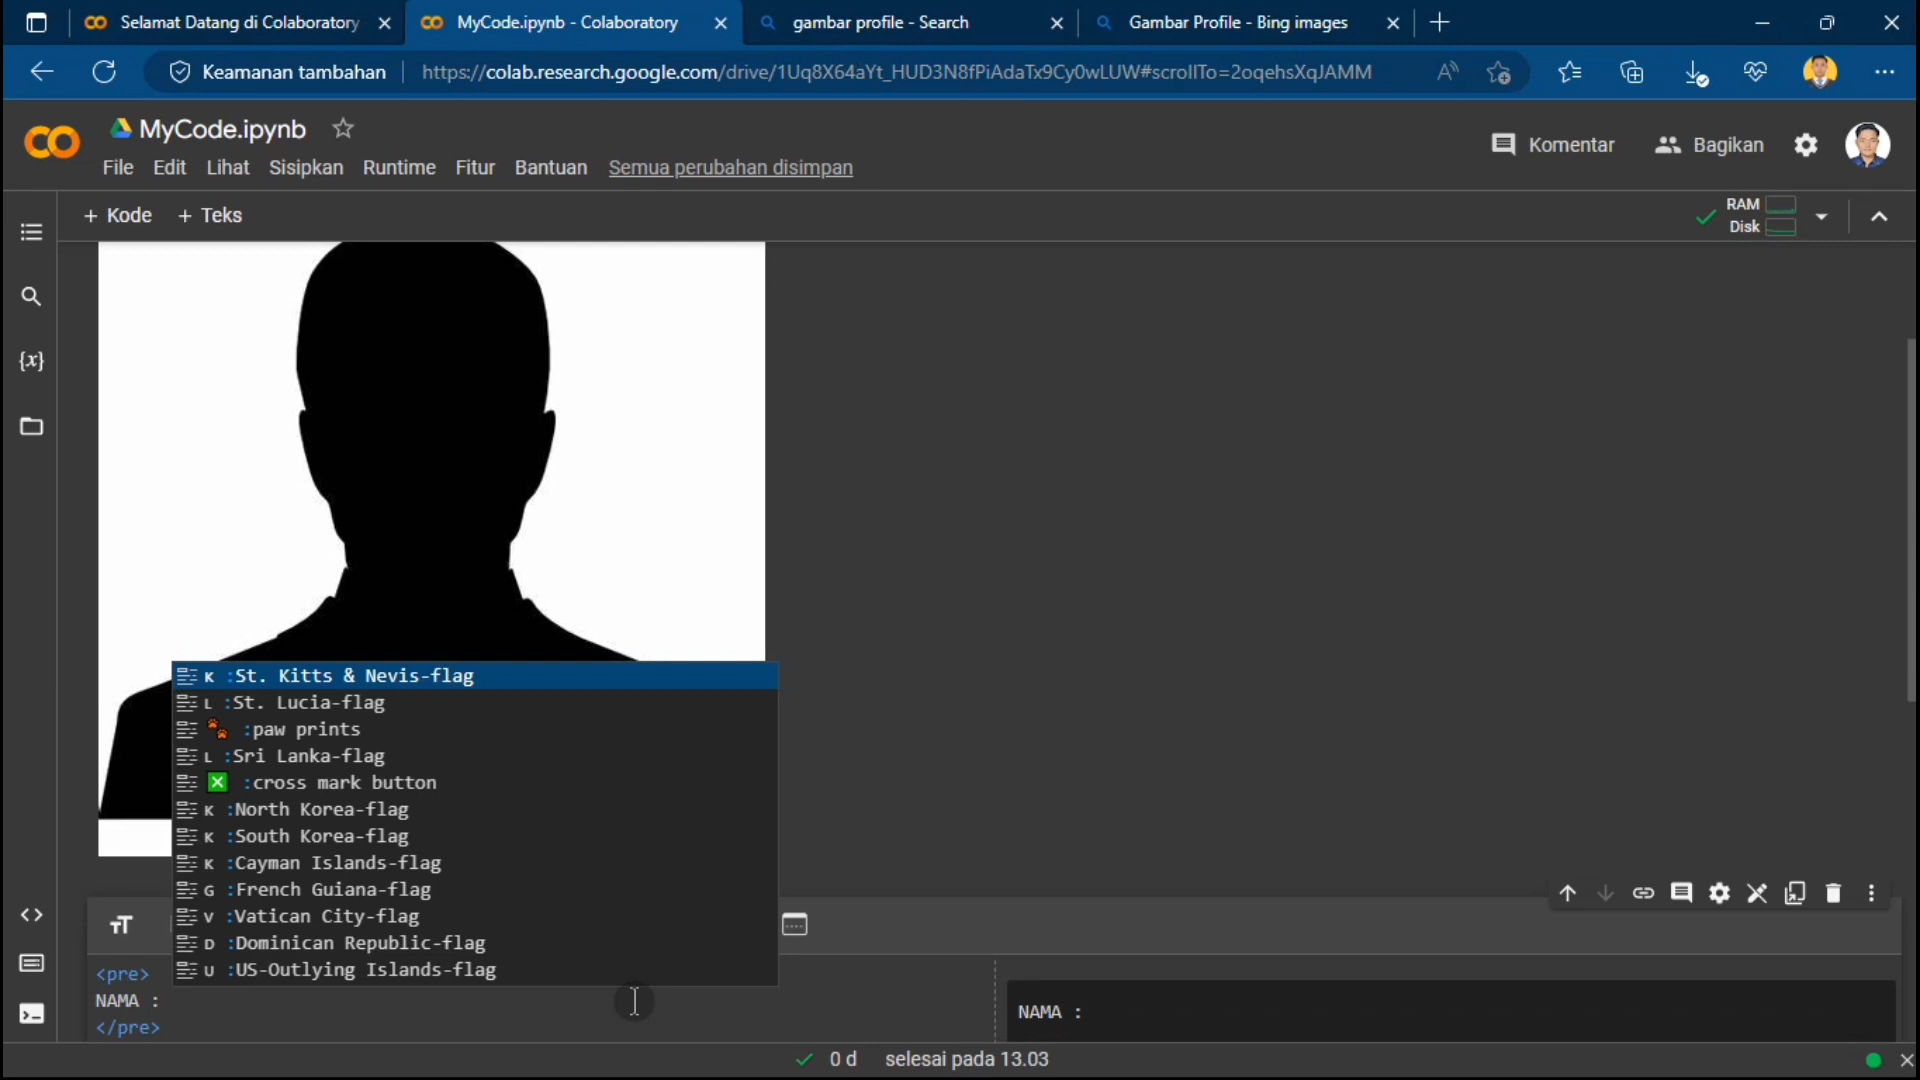 Selamat Datang di Colaboratory
MyCode.ipynb - Colaboratory
gambar profile - Search
Gambar Profile - Bing images
Keamanan tambahan
https://colab.research.google.com/drive/1Uq8X64aYt_HUD3N8fPiAdaTx9Cy0wLUW#scrollTo=2oqehsXqJAMM
MyCode.ipynb
File Edit Lihat Sisipkan Runtime Fitur Bantuan Semua perubahan disimpan
Komentar
Bagikan
+ Kode + Teks
RAM
Disk
K :St. Kitts & Nevis-flag
L :St. Lucia-flag
:paw prints
L :Sri Lanka-flag
:cross mark button
K :North Korea-flag
K :South Korea-flag
K :Cayman Islands-flag
G :French Guiana-flag
V :Vatican City-flag
D :Dominican Republic-flag
U :US-Outlying Islands-flag
<pre>
NAMA :
</pre>
NAMA :
0 d selesai pada 13.03